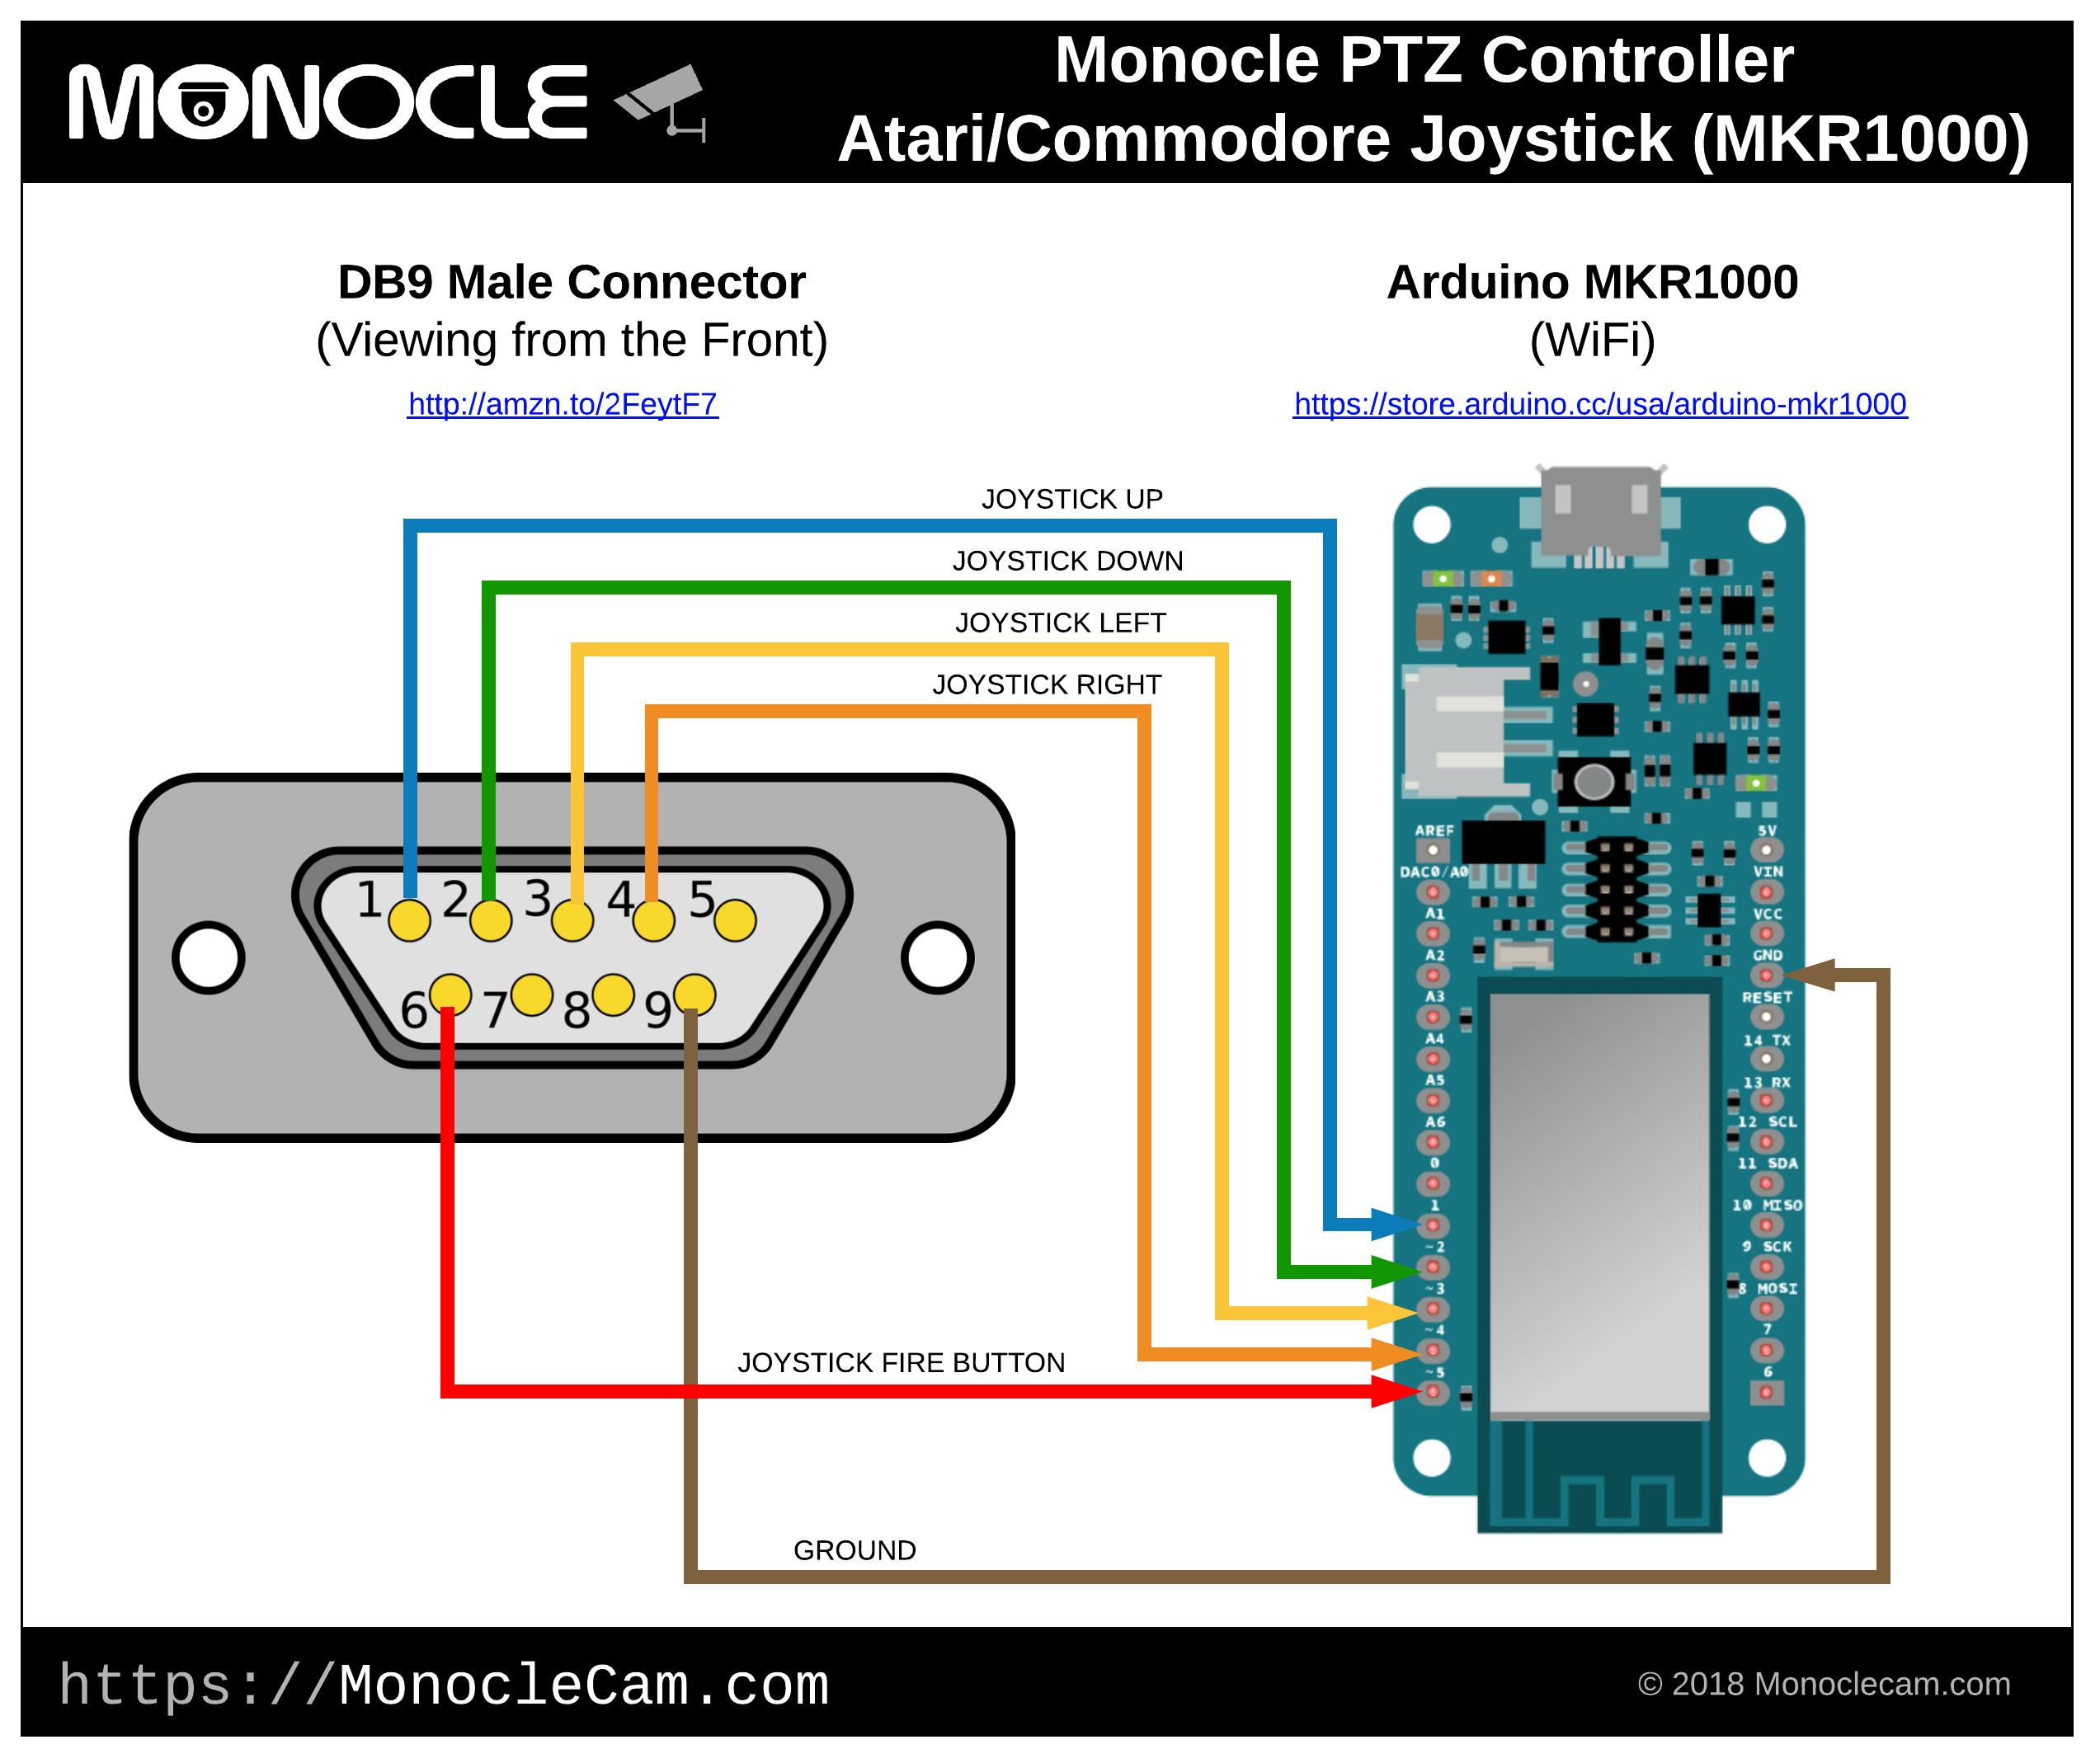 MONOCLE
Monocle PTZ Controller
Atari/Commodore Joystick (MKR1000)
DB9 Male Connector
(Viewing from the Front)
http://amzn.to/2FeytF7
Arduino MKR1000
(WiFi)
https://store.arduino.cc/usa/arduino-mkr1000
JOYSTICK UP
JOYSTICK DOWN
JOYSTICK LEFT
JOYSTICK RIGHT
1 2 3 4 5
6 7 8 9
AREF
DAC0/A0
A1
A2
A3
A4
A5
A6
0
1
~2
~3
~4
~5
5V
VIN
VCC
GND
RESET
14 TX
13 RX
12 SCL
11 SDA
10 MISO
9 SCK
8 MOSI
7
6
JOYSTICK FIRE BUTTON
GROUND
https://MonocleCam.com
© 2018 Monoclecam.com